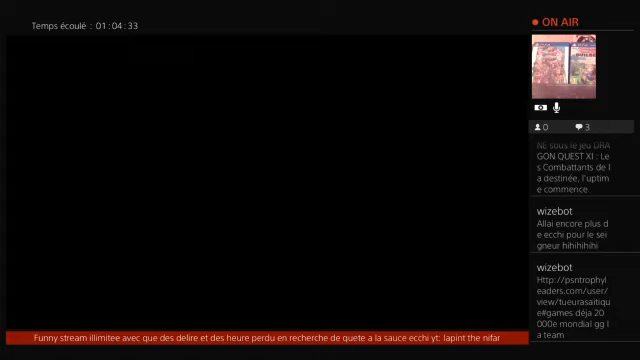 Temps écoulé : 01:04:33
ON AIR
0 3
NE sous le jeu DRA
GON QUEST XI : Le
s Combattants de l
a destinée, l'uptim
e commence.
wizebot
Allai encore plus d
e ecchi pour le sei
gneur hihihihihi
wizebot
Http://psntrophyl
eaders.com/user/
view/tueurasaitiqu
e#games déja 20
000e mondial gg l
a team
Funny stream illimitee avec que des delire et des heure perdu en recherche de quete a la sauce ecchi yt: lapint the nifar